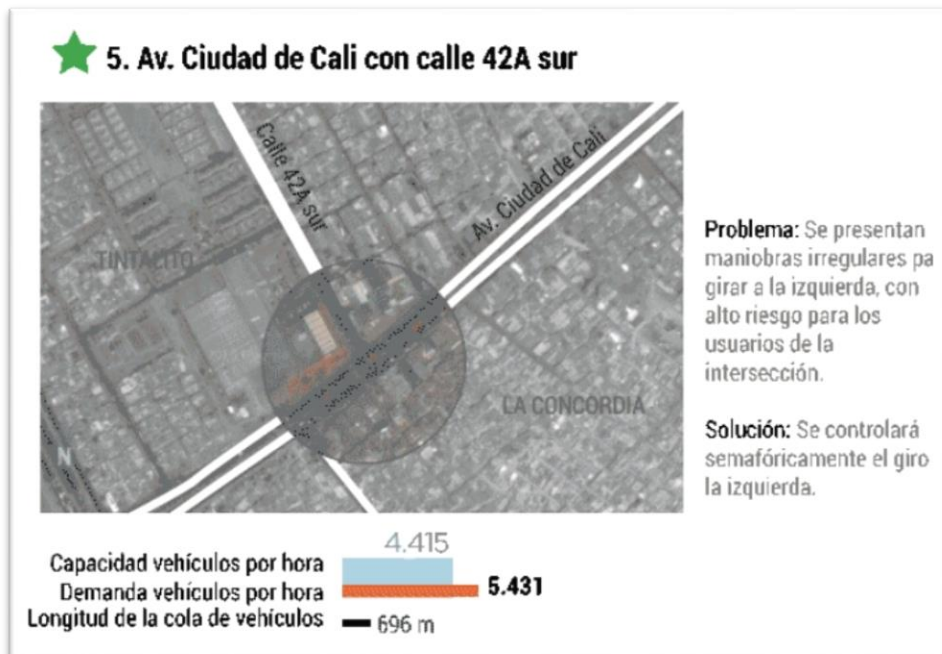 5. Av. Ciudad de Cali con calle 42A sur
Calle 42A sur
Av. Ciudad de Cali
TINTALITO
LA CONCORDIA
N
Problema: Se presentan
maniobras irregulares pa
girar a la izquierda, con
alto riesgo para los
usuarios de la
intersección.
Solución: Se controlará
semafóricamente el giro
la izquierda.
4.415
Capacidad vehículos por hora
Demanda vehículos por hora 5.431
Longitud de la cola de vehículos 696 m